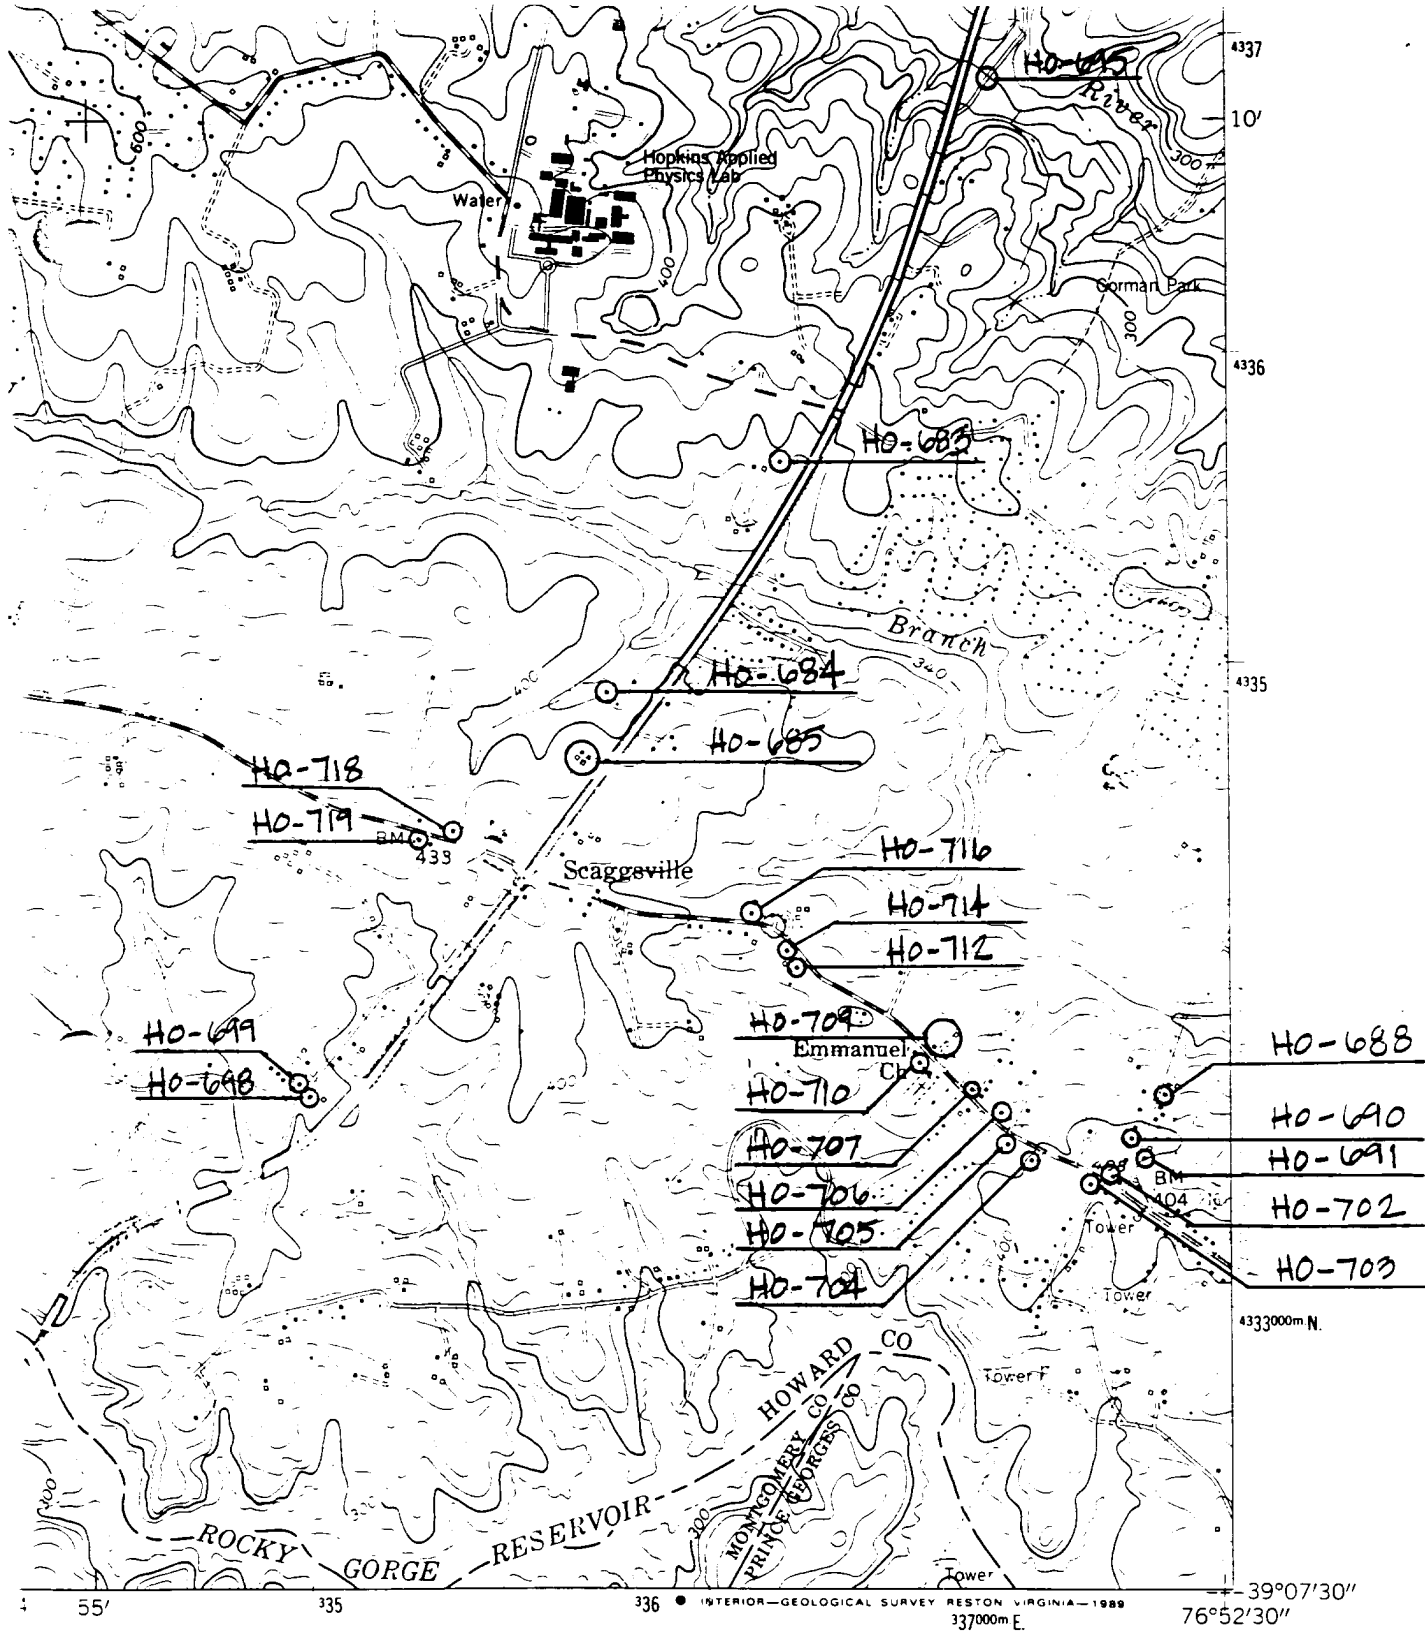 4337
HO-695
River
10'
600
300
Hopkins Applied
Physics Lab
Water
400
Gorman Park
300
4336
HO-683
Branch
340
HO-684
400
4335
HO-685
HO-718
HO-719
BM
433
Scaggsville
HO-716
HO-714
HO-712
HO-709
Emmanuel
Ch
HO-699
HO-698
400
HO-710
HO-688
HO-707
HO-690
HO-691
BM
404
HO-706
HO-702
Tower
HO-705
400
HO-704
HO-703
Tower
4333000m N.
HOWARD CO
Tower
MONTGOMERY CO
PRINCE GEORGES CO
300
300
300
ROCKY GORGE RESERVOIR
Tower
39°07'30"
55'
335
336
INTERIOR—GEOLOGICAL SURVEY RESTON VIRGINIA—1989
337000m E.
76°52'30"